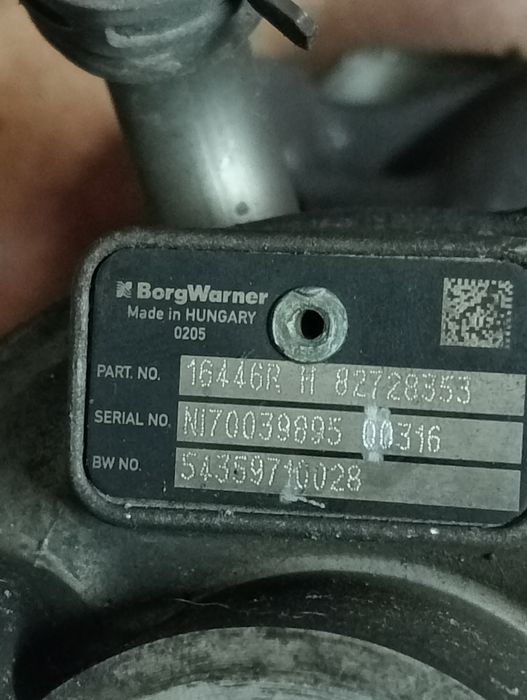 BorgWarner
Made in HUNGARY
0205
PART. NO. 16446R H 82728353
SERIAL NO. NI70039895 00316
BW NO. 54359710028